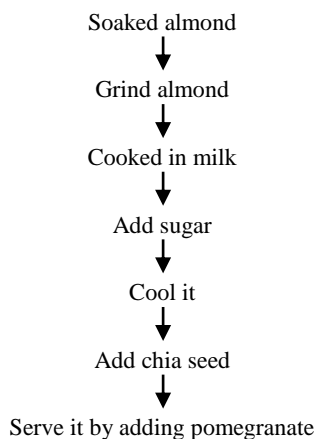 Soaked almond
Grind almond
Cooked in milk
Add sugar
Cool it
Add chia seed
Serve it by adding pomegranate